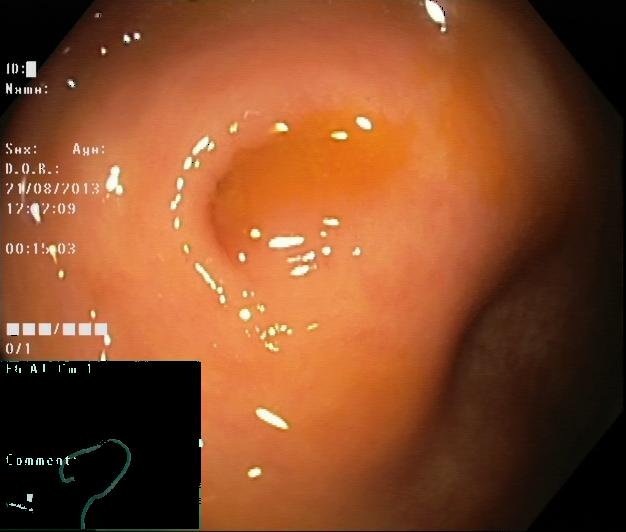 ID:
Name:
Sex: Age:
D.O.B.:
21/08/2013
00:15:03
0/1
Comment: